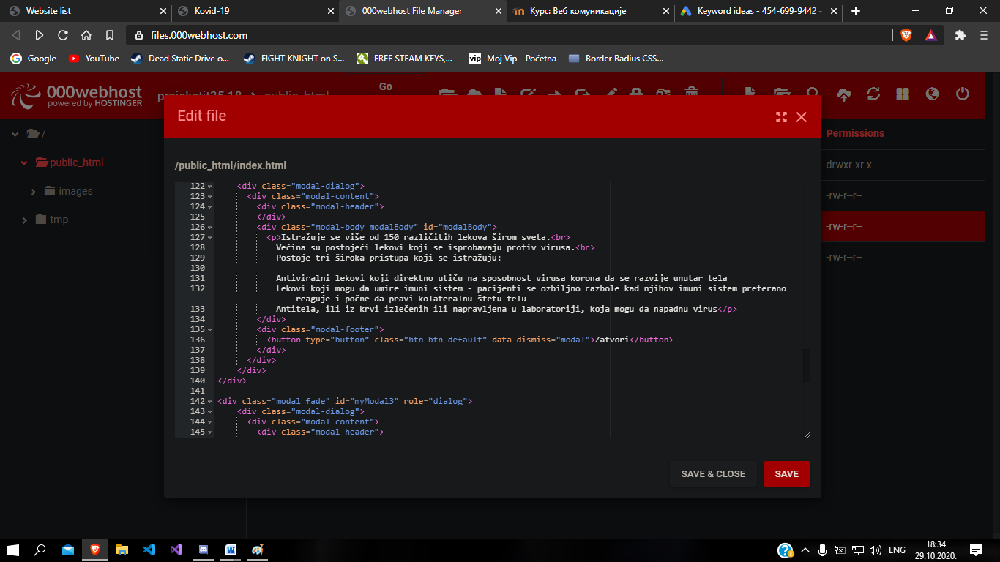 Website list
Kovid-19
000webhost File Manager
Курс: Веб комуникације
Keyword ideas - 454-699-9442 -
files.000webhost.com
Google
YouTube
Dead Static Drive o...
FIGHT KNIGHT on S...
FREE STEAM KEYS,...
vip Moj Vip - Početna
Border Radius CSS...
000webhost
powered by HOSTINGER
public_html
Go
Edit file
/
public_html
images
tmp
Permissions
drwxr-xr-x
-rw-r--r--
-rw-r--r--
-rw-r--r--
/public_html/index.html
122 <div class="modal-dialog">
123 <div class="modal-content">
124 <div class="modal-header">
125 </div>
126 <div class="modal-body modalBody" id="modalBody">
127 <p>Istražuje se više od 150 različitih lekova širom sveta.<br>
128 Većina su postojeći lekovi koji se isprobavaju protiv virusa.<br>
129 Postoje tri široka pristupa koji se istražuju:
130
131 Antiviralni lekovi koji direktno utiču na sposobnost virusa korona da se razvije unutar tela
132 Lekovi koji mogu da umire imuni sistem - pacijenti se ozbiljno razbole kad njihov imuni sistem preterano
reaguje i počne da pravi kolateralnu štetu telu
133 Antitela, ili iz krvi izlečenih ili napravljena u laboratoriji, koja mogu da napadnu virus</p>
134 </div>
135 <div class="modal-footer">
136 <button type="button" class="btn btn-default" data-dismiss="modal">Zatvori</button>
137 </div>
138 </div>
139 </div>
140 </div>
141
142 <div class="modal fade" id="myModal3" role="dialog">
143 <div class="modal-dialog">
144 <div class="modal-content">
145 <div class="modal-header">
SAVE & CLOSE
SAVE
ENG
18:34
29.10.2020.